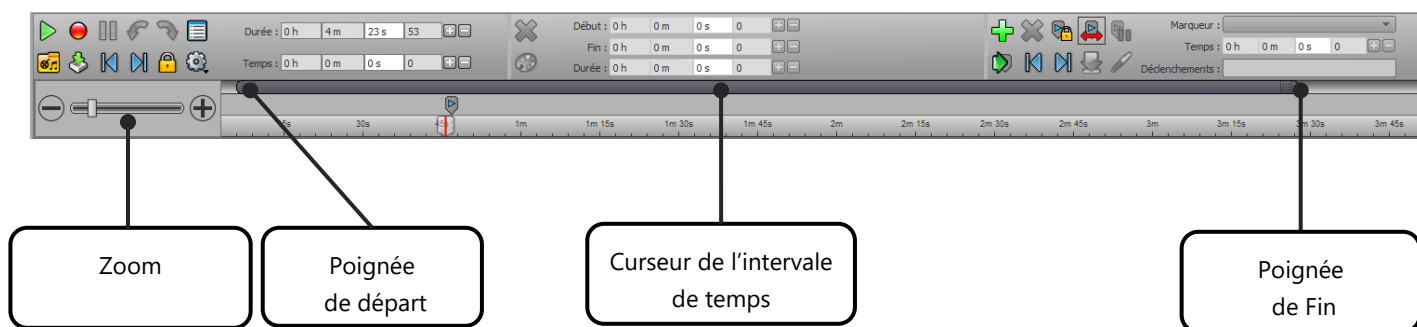 Durée : 0 h 4 m 23 s 53
Temps : 0 h 0 m 0 s 0
Début : 0 h 0 m 0 s 0
Fin : 0 h 0 m 0 s 0
Durée : 0 h 0 m 0 s 0
Marqueur :
Temps : 0 h 0 m 0 s 0
Déclenchements :
30s 45s 1m 1m 15s 1m 30s 1m 45s 2m 2m 15s 2m 30s 2m 45s 3m 3m 15s 3m 30s 3m 45s
Zoom
Poignée
de départ
Curseur de l'intervale
de temps
Poignée
de Fin